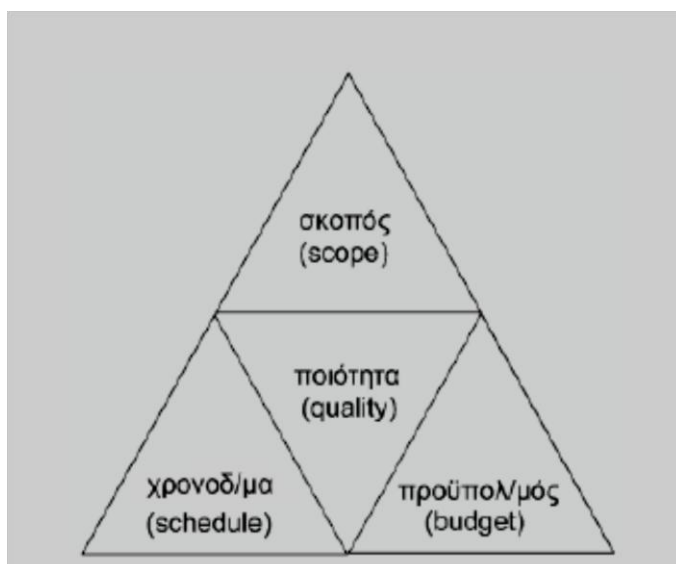 σκοπός
(scope)
ποιότητα
(quality)
χρονοδ/μα
(schedule)
προϋπολ/μός
(budget)